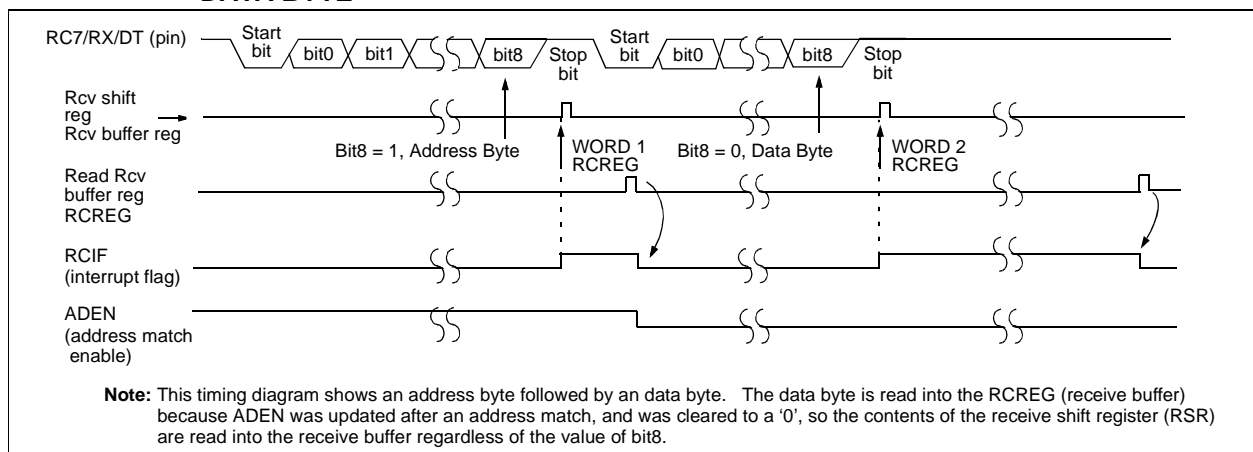 RC7/RX/DT (pin)
Start bit
bit0
bit1
bit8
Stop bit
Start bit
bit0
bit8
Stop bit
Rcv shift
reg
Rcv buffer reg
Bit8 = 1, Address Byte
WORD 1
RCREG
Bit8 = 0, Data Byte
WORD 2
RCREG
Read Rcv
buffer reg
RCREG
RCIF
(interrupt flag)
ADEN
(address match
enable)
Note: This timing diagram shows an address byte followed by an data byte. The data byte is read into the RCREG (receive buffer)
because ADEN was updated after an address match, and was cleared to a ‘0’, so the contents of the receive shift register (RSR)
are read into the receive buffer regardless of the value of bit8.